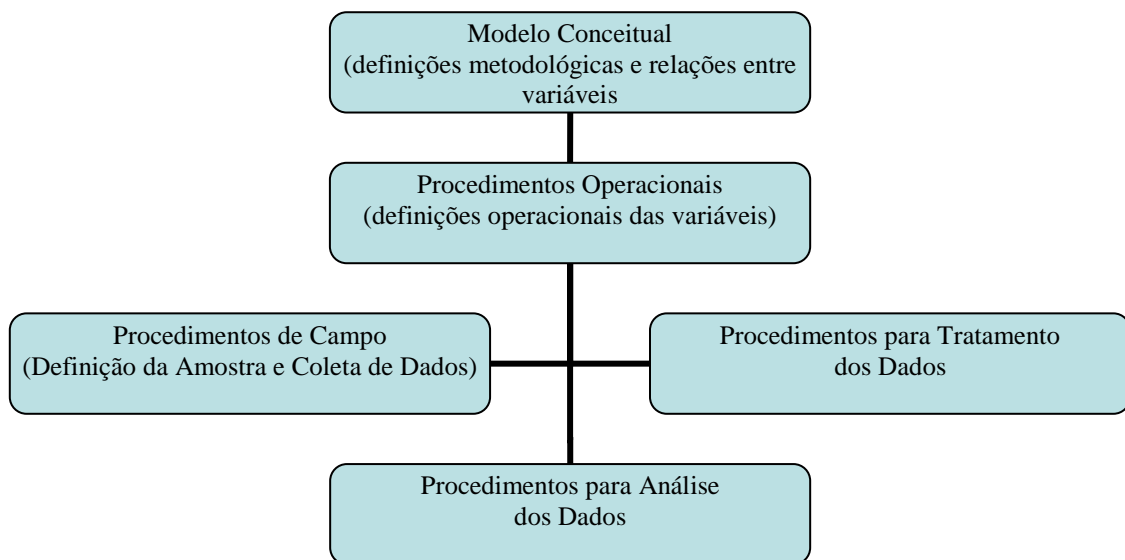 Modelo Conceitual
(definições metodológicas e relações entre
variáveis
Procedimentos Operacionais
(definições operacionais das variáveis)
Procedimentos de Campo
(Definição da Amostra e Coleta de Dados)
Procedimentos para Tratamento
dos Dados
Procedimentos para Análise
dos Dados